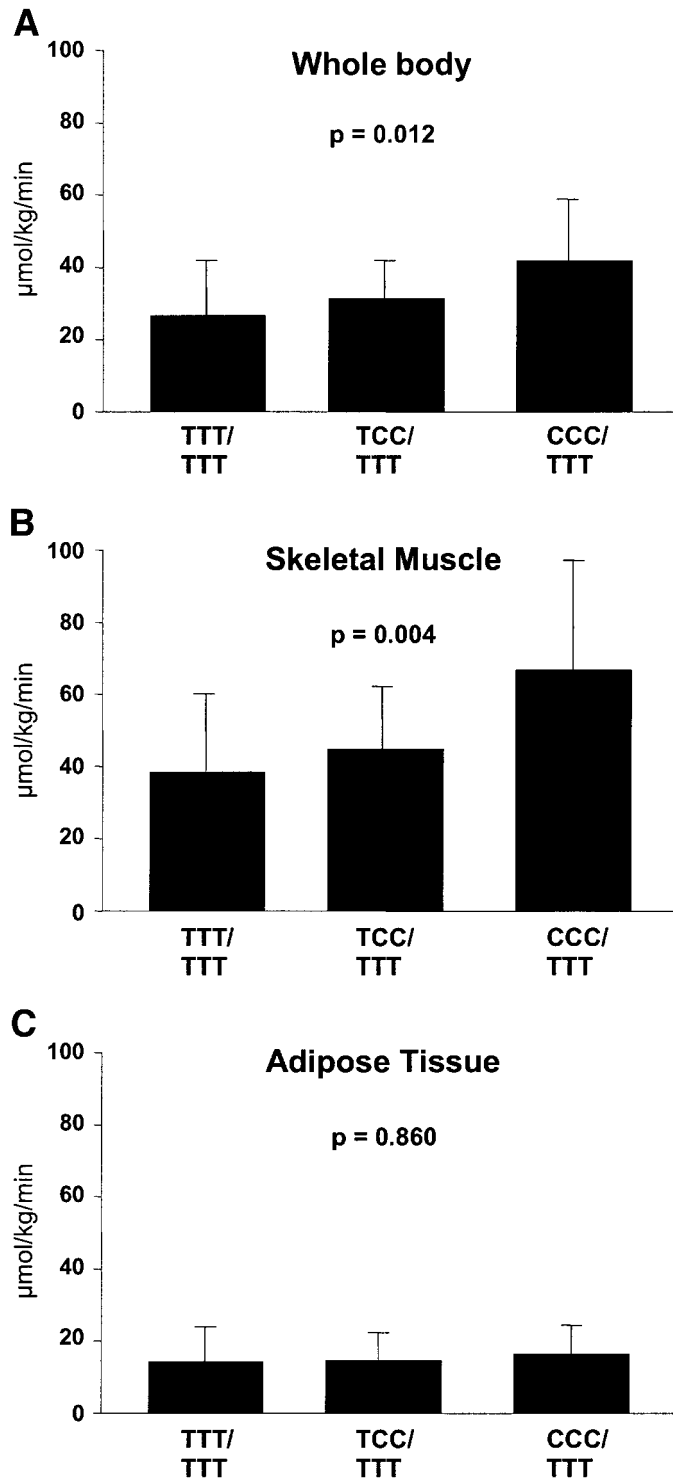 A
Whole body
p = 0.012
µmol/kg/min
100
80
60
40
20
0
TTT/ TCC/ CCC/
TTT TTT TTT
B
Skeletal Muscle
p = 0.004
µmol/kg/min
100
80
60
40
20
0
TTT/ TCC/ CCC/
TTT TTT TTT
C
Adipose Tissue
p = 0.860
µmol/kg/min
100
80
60
40
20
0
TTT/ TCC/ CCC/
TTT TTT TTT